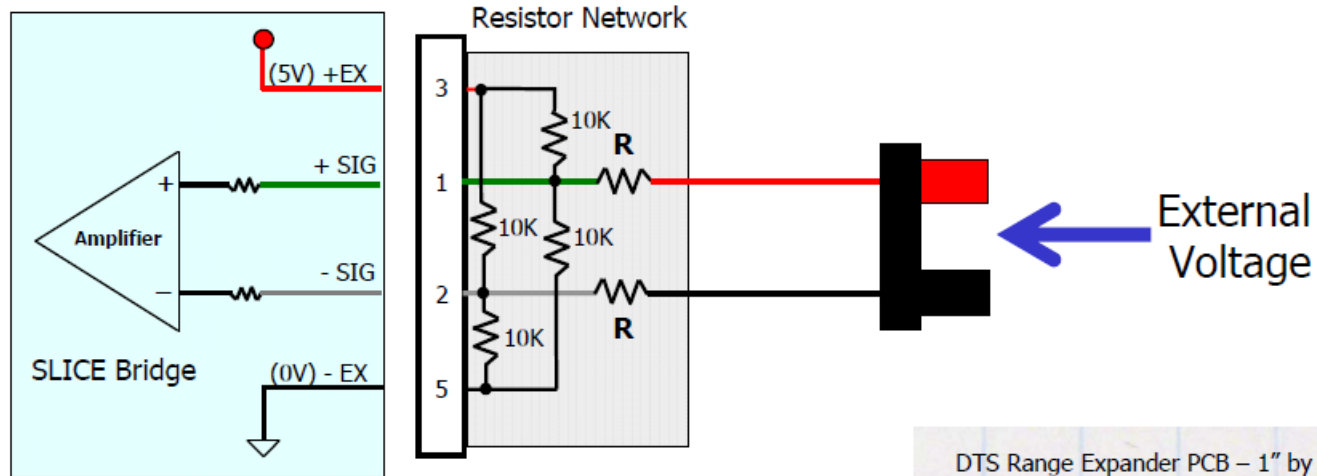 Resistor Network
(5V) +EX
3
10K
R
+ SIG
+
1
Amplifier
10K
10K
External
Voltage
- SIG
−
2
R
10K
SLICE Bridge
(0V) - EX
5
DTS Range Expander PCB – 1” by